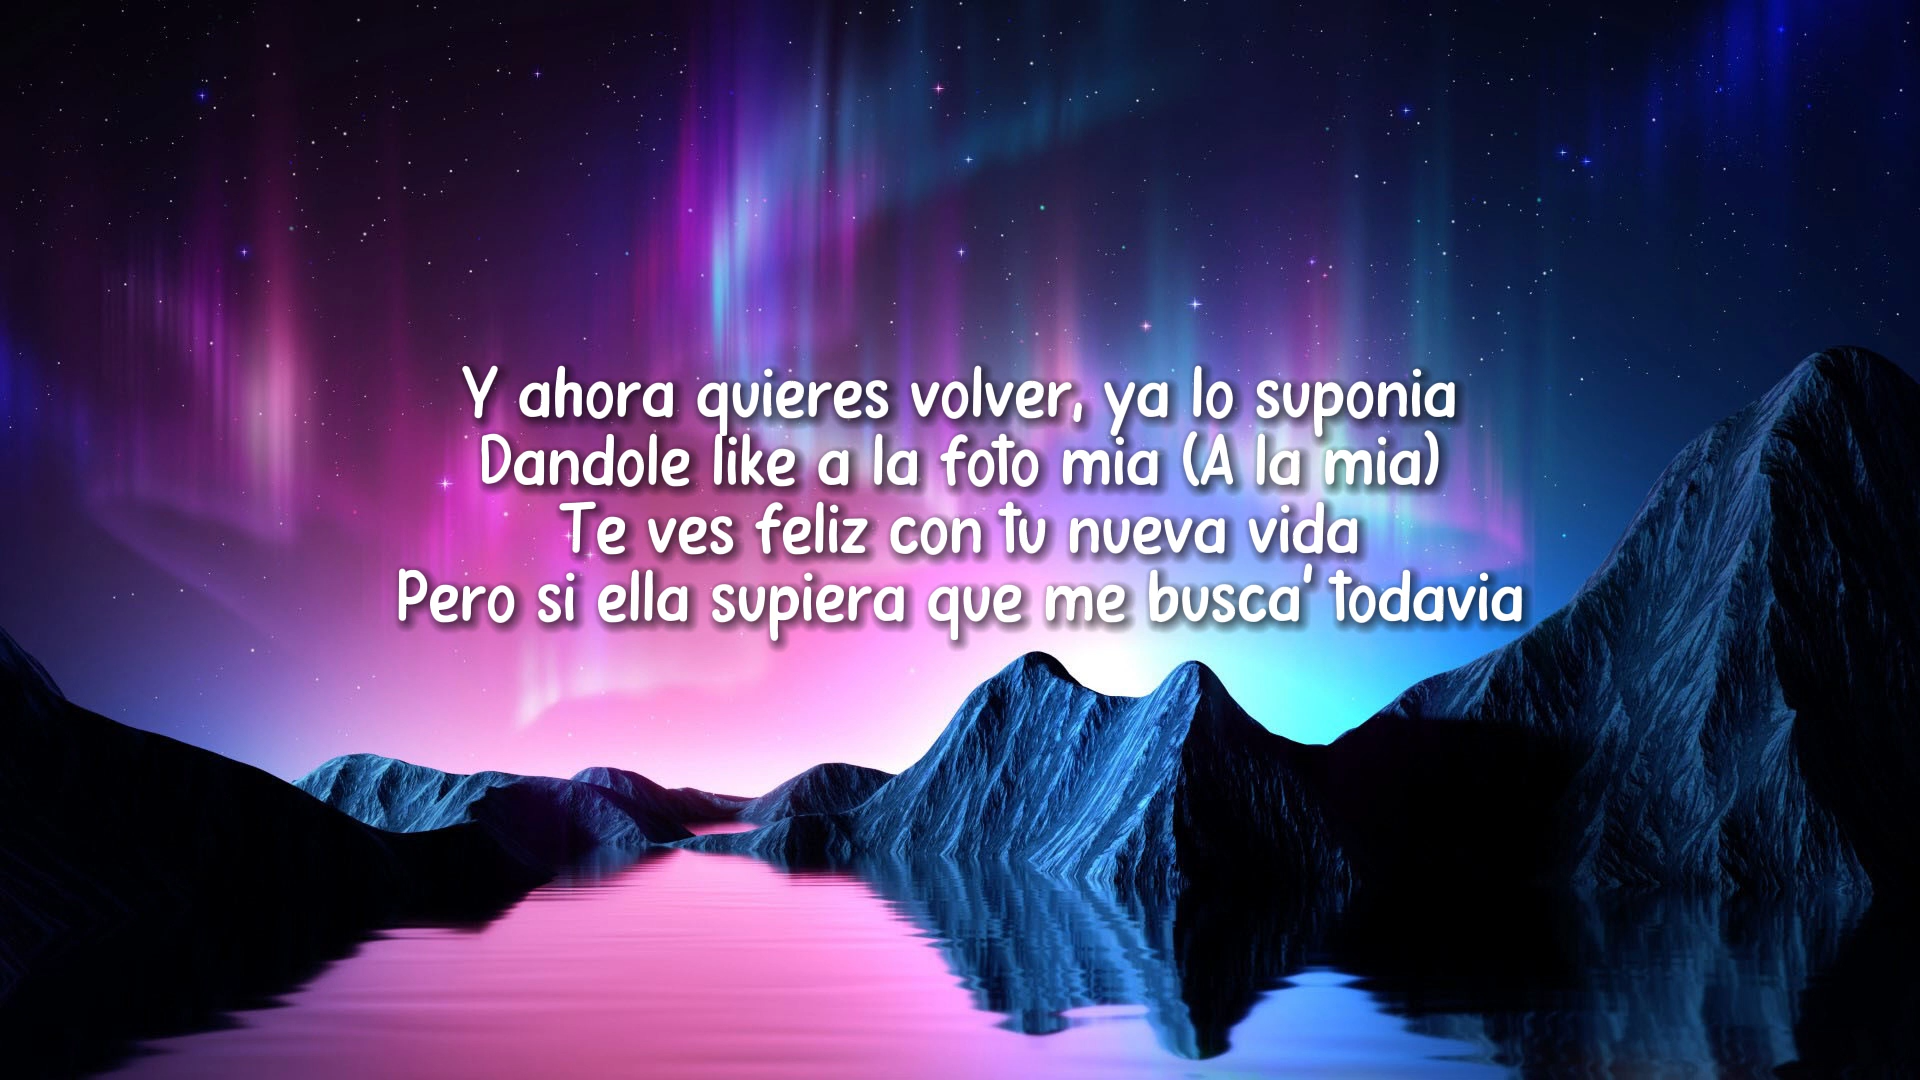 Y ahora quieres volver, ya lo suponia
Dandole like a la foto mia (A la mia)
Te ves feliz con tu nueva vida
Pero si ella supiera que me busca' todavia